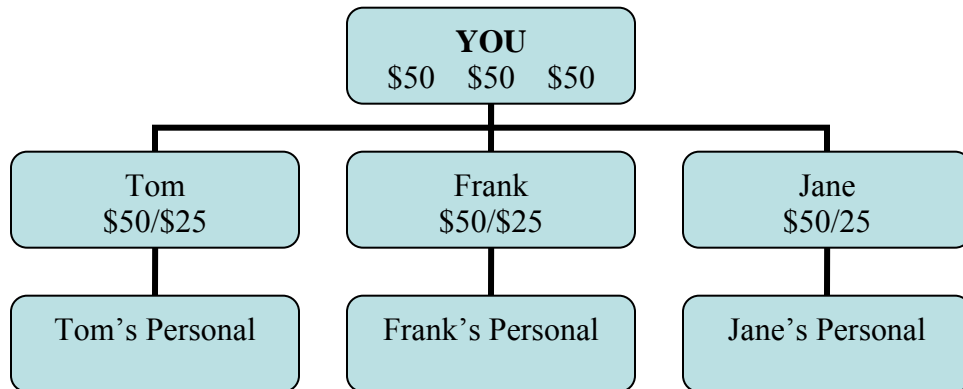 YOU
$50 $50 $50
Tom
$50/$25
Frank
$50/$25
Jane
$50/25
Tom’s Personal
Frank’s Personal
Jane’s Personal